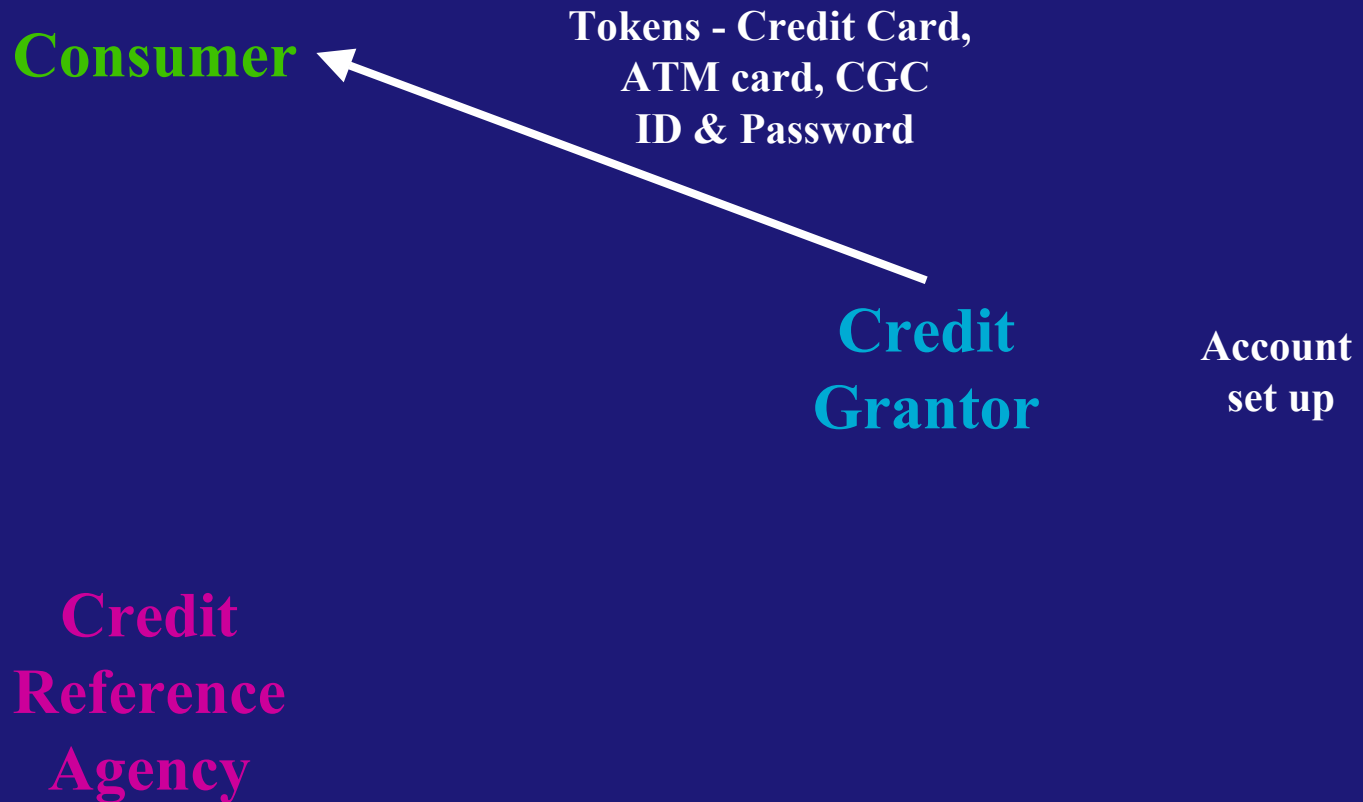 Consumer
Tokens - Credit Card,
ATM card, CGC
ID & Password
Credit
Grantor
Account
set up
Credit
Reference
Agency